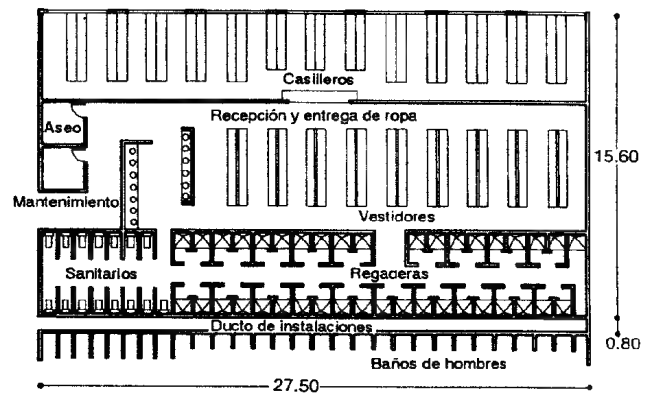 Casilleros
Recepción y entrega de ropa
Aseo
15.60
Mantenimiento
Vestidores
Sanitarios
Regaderas
Ducto de instalaciones
0.80
Baños de hombres
27.50